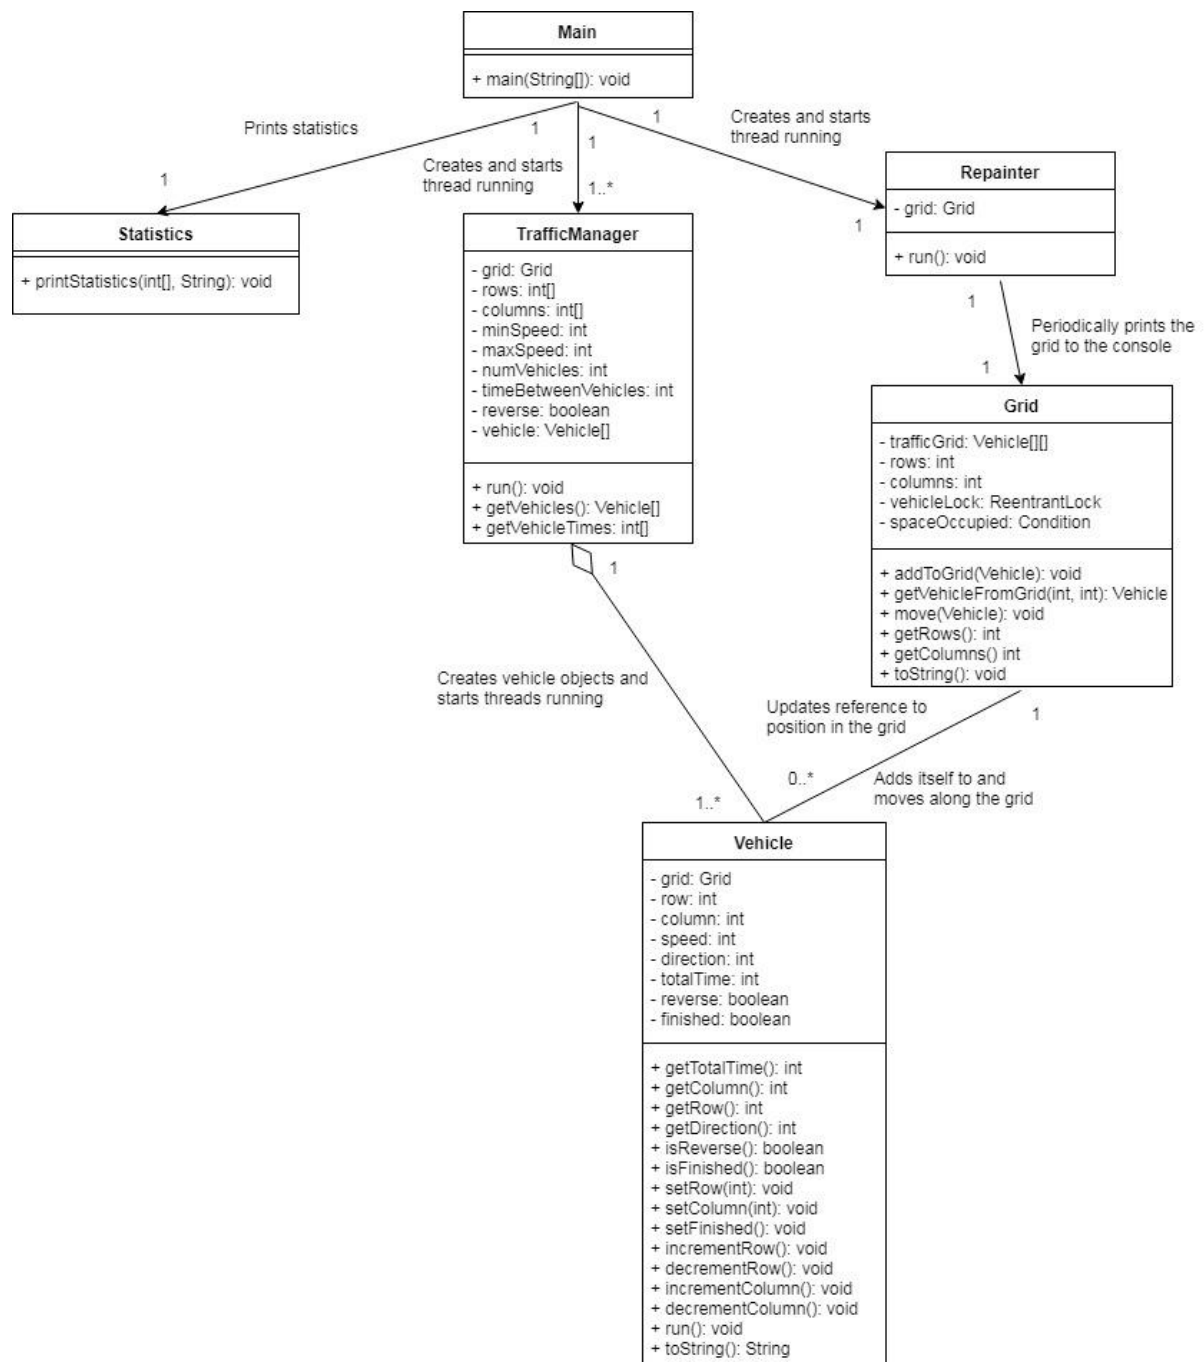 Main
+ main(String[]): void
Prints statistics
1
1
1
1
Creates and starts
thread running
Creates and starts
thread running
1..*
1
Statistics
+ printStatistics(int[], String): void
TrafficManager
- grid: Grid
- rows: int[]
- columns: int[]
- minSpeed: int
- maxSpeed: int
- numVehicles: int
- timeBetweenVehicles: int
- reverse: boolean
- vehicle: Vehicle[]
+ run(): void
+ getVehicles(): Vehicle[]
+ getVehicleTimes: int[]
Repainter
- grid: Grid
+ run(): void
1
Periodically prints the
grid to the console
1
Grid
- trafficGrid: Vehicle[][]
- rows: int
- columns: int
- vehicleLock: ReentrantLock
- spaceOccupied: Condition
+ addToGrid(Vehicle): void
+ getVehicleFromGrid(int, int): Vehicle
+ move(Vehicle): void
+ getRows(): int
+ getColumns() int
+ toString(): void
1
Creates vehicle objects and
starts threads running
1..*
1
Updates reference to
position in the grid
0..*
Adds itself to and
moves along the grid
Vehicle
- grid: Grid
- row: int
- column: int
- speed: int
- direction: int
- totalTime: int
- reverse: boolean
- finished: boolean
+ getTotalTime(): int
+ getColumn(): int
+ getRow(): int
+ getDirection(): int
+ isReverse(): boolean
+ isFinished(): boolean
+ setRow(int): void
+ setColumn(int): void
+ setFinished(): void
+ incrementRow(): void
+ decrementRow(): void
+ incrementColumn(): void
+ decrementColumn(): void
+ run(): void
+ toString(): String